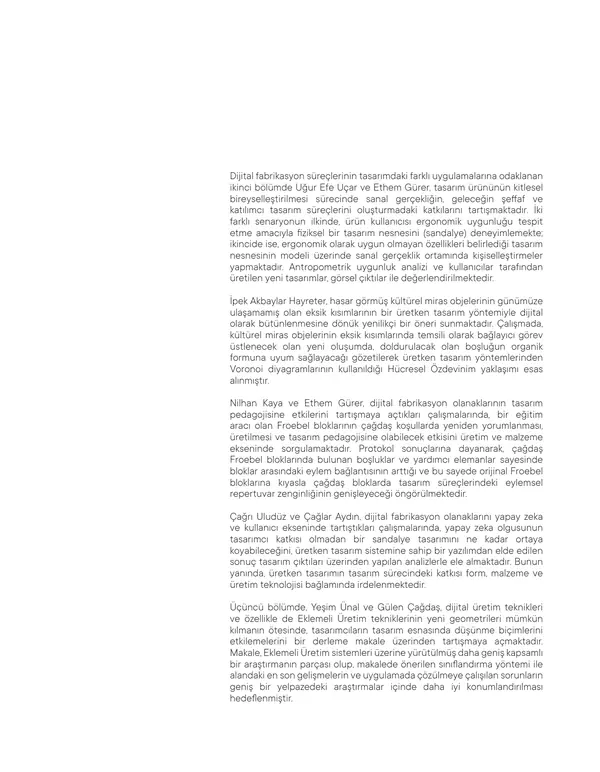 Dijital fabrikasyon süreçlerinin tasarımdaki farklı uygulamalarına odaklanan
ikinci bölümde Uğur Efe Uçar ve Ethem Gürer, tasarım ürününün kitlesel
bireyselleştirilmesi sürecinde sanal gerçekliğin, geleceğin şeffaf ve
katılımcı tasarım süreçlerini oluşturmadaki katkılarını tartışmaktadır. İki
farklı senaryonun ilkinde, ürün kullanıcısı ergonomik uygunluğu tespit
etme amacıyla fiziksel bir tasarım nesnesini (sandalye) deneyimlemekte;
ikincide ise, ergonomik olarak uygun olmayan özellikleri belirlediği tasarım
nesnesinin modeli üzerinde sanal gerçeklik ortamında kişiselleştirmeler
yapmaktadır. Antropometrik uygunluk analizi ve kullanıcılar tarafından
üretilen yeni tasarımlar, görsel çıktılar ile değerlendirilmektedir.

İpek Akbaylar Hayreter, hasar görmüş kültürel miras objelerinin günümüze
ulaşamamış olan eksik kısımlarının bir üretken tasarım yöntemiyle dijital
olarak bütünlenmesine dönük yenilikçi bir öneri sunmaktadır. Çalışmada,
kültürel miras objelerinin eksik kısımlarında temsili olarak bağlayıcı görev
üstlenecek olan yeni oluşumda, doldurulacak olan boşluğun organik
formuna uyum sağlayacağı gözetilerek üretken tasarım yöntemlerinden
Voronoi diyagramlarının kullanıldığı Hücresel Özdevinim yaklaşımı esas
alınmıştır.

Nilhan Kaya ve Ethem Gürer, dijital fabrikasyon olanaklarının tasarım
pedagojisine etkilerini tartışmaya açtıkları çalışmalarında, bir eğitim
aracı olan Froebel bloklarının çağdaş koşullarda yeniden yorumlanması,
üretilmesi ve tasarım pedagojisine olabilecek etkisini üretim ve malzeme
ekseninde sorgulamaktadır. Protokol sonuçlarına dayanarak, çağdaş
Froebel bloklarında bulunan boşluklar ve yardımcı elemanlar sayesinde
bloklar arasındaki eylem bağlantısının arttığı ve bu sayede orijinal Froebel
bloklarına kıyasla çağdaş bloklarda tasarım süreçlerindeki eylemsel
repertuvar zenginliğinin genişleyeceği öngörülmektedir.

Çağrı Uludüz ve Çağlar Aydın, dijital fabrikasyon olanaklarını yapay zeka
ve kullanıcı ekseninde tartıştıkları çalışmalarında, yapay zeka olgusunun
tasarımcı katkısı olmadan bir sandalye tasarımını ne kadar ortaya
koyabileceğini, üretken tasarım sistemine sahip bir yazılımdan elde edilen
sonuç tasarım çıktıları üzerinden yapılan analizlerle ele almaktadır. Bunun
yanında, üretken tasarımın tasarım sürecindeki katkısı form, malzeme ve
üretim teknolojisi bağlamında irdelenmektedir.

Üçüncü bölümde, Yeşim Ünal ve Gülen Çağdaş, dijital üretim teknikleri
ve özellikle de Eklemeli Üretim tekniklerinin yeni geometrileri mümkün
kılmanın ötesinde, tasarımcıların tasarım esnasında düşünme biçimlerini
etkilemelerini bir derleme makale üzerinden tartışmaya açmaktadır.
Makale, Eklemeli Üretim sistemleri üzerine yürütülmüş daha geniş kapsamlı
bir araştırmanın parçası olup, makalede önerilen sınıflandırma yöntemi ile
alandaki en son gelişmelerin ve uygulamada çözülmeye çalışılan sorunların
geniş bir yelpazedeki araştırmalar içinde daha iyi konumlandırılması
hedeflenmiştir.